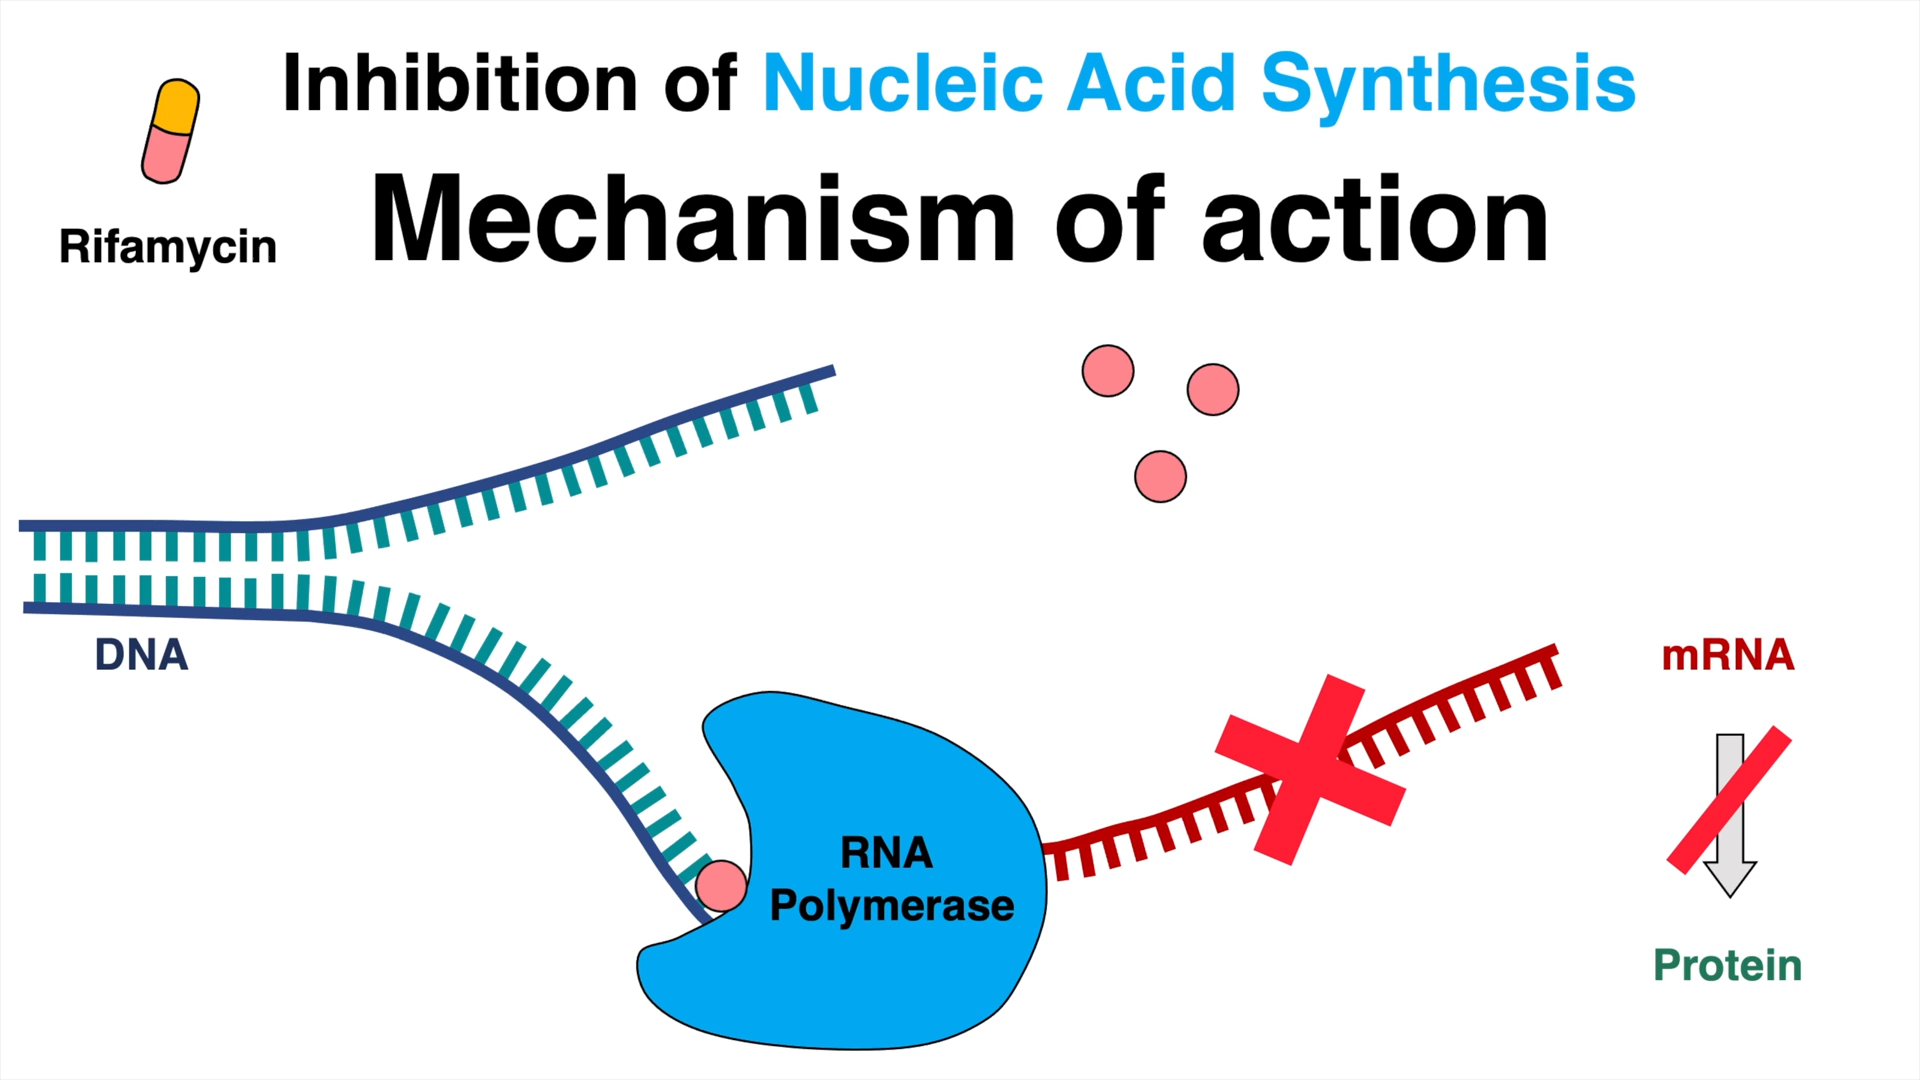 Inhibition of Nucleic Acid Synthesis
Mechanism of action
Rifamycin
DNA
mRNA
RNA
Polymerase
Protein